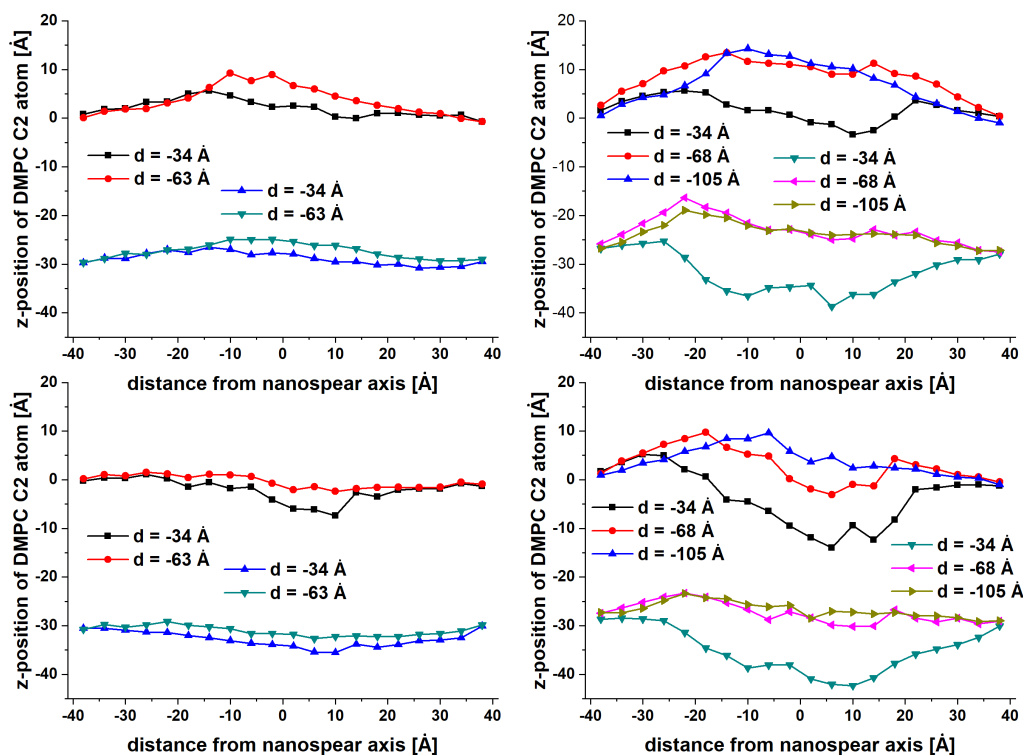 z-position of DMPC C2 atom [Å]
20
10
0
-10
-20
-30
-40
d = -34 Å
d = -63 Å
d = -34 Å
d = -63 Å
-40 -30 -20 -10 0 10 20 30 40
distance from nanospear axis [Å]
z-position of DMPC C2 atom [Å]
20
10
0
-10
-20
-30
-40
d = -34 Å
d = -68 Å
d = -105 Å
d = -34 Å
d = -68 Å
d = -105 Å
-40 -30 -20 -10 0 10 20 30 40
distance from nanospear axis [Å]
z-position of DMPC C2 atom [Å]
20
10
0
-10
-20
-30
-40
d = -34 Å
d = -63 Å
d = -34 Å
d = -63 Å
-40 -30 -20 -10 0 10 20 30 40
distance from nanospear axis [Å]
z-position of DMPC C2 atom [Å]
20
10
0
-10
-20
-30
-40
d = -34 Å
d = -68 Å
d = -105 Å
d = -34 Å
d = -68 Å
d = -105 Å
-40 -30 -20 -10 0 10 20 30 40
distance from nanospear axis [Å]